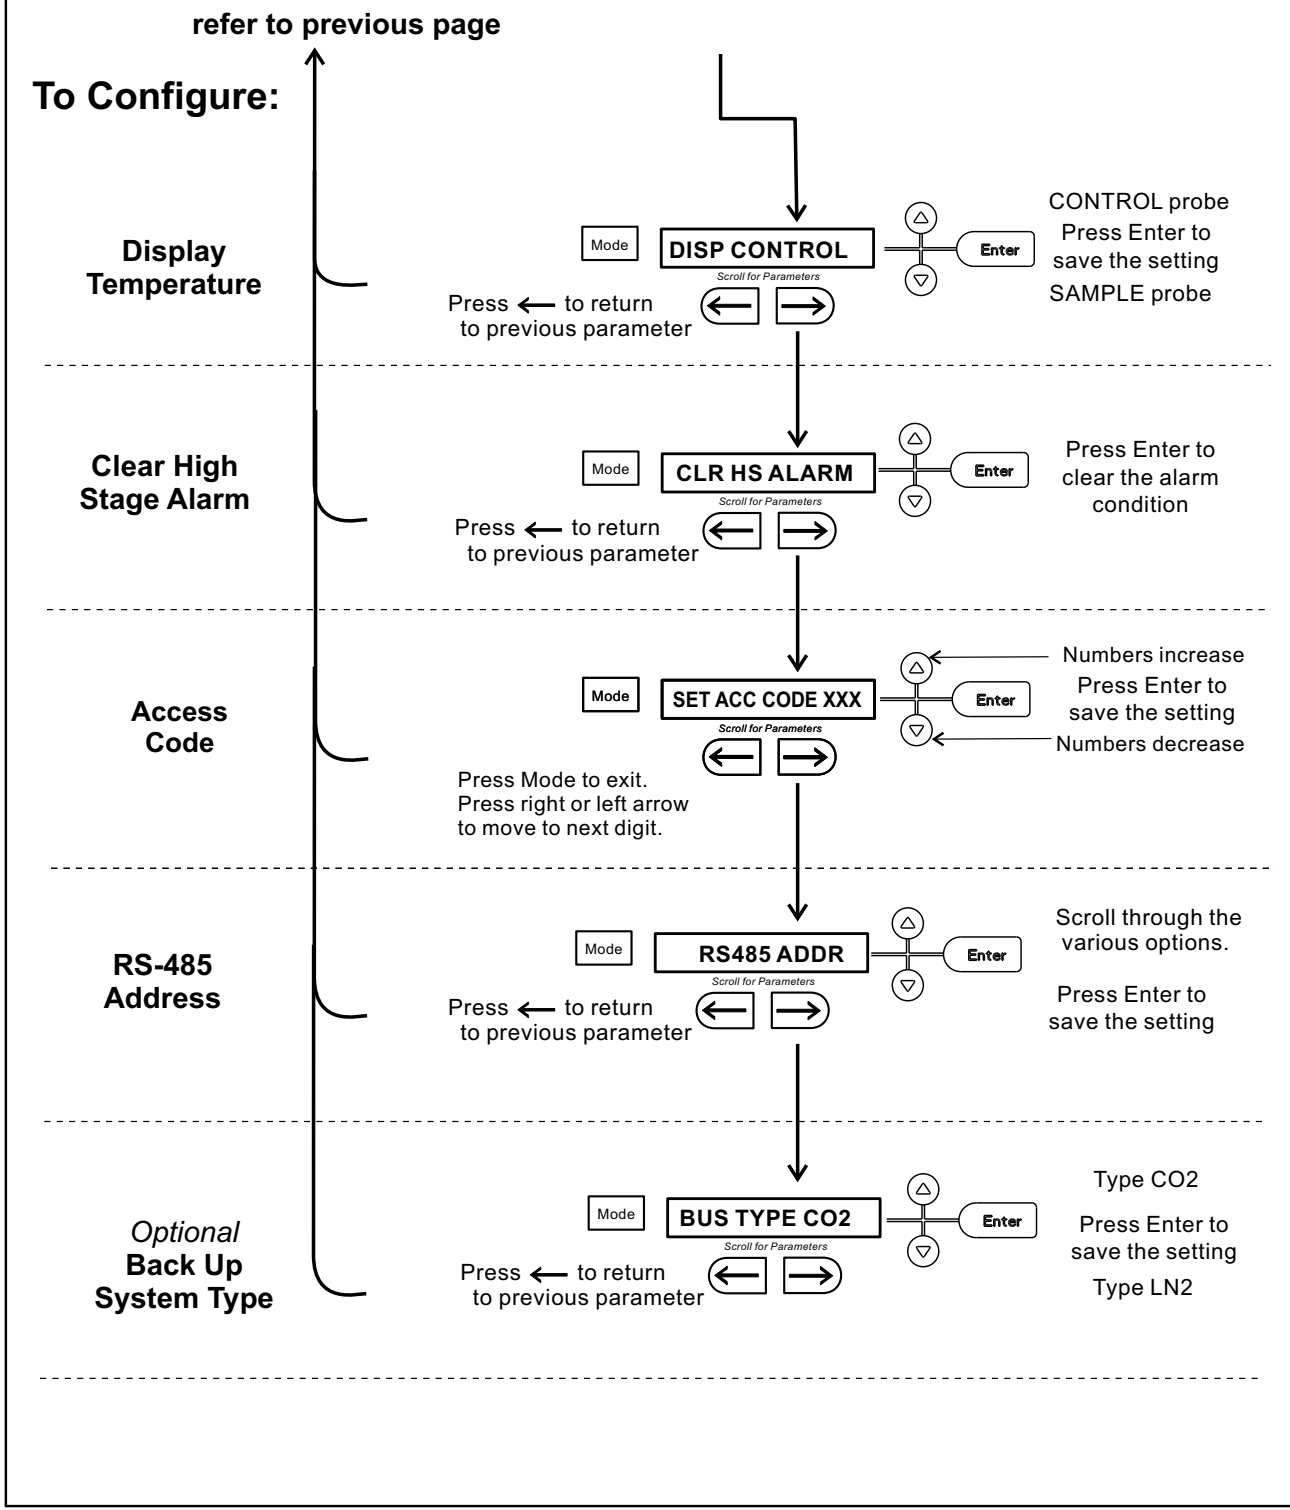 refer to previous page
To Configure:
Display
Temperature
Mode
DISP CONTROL
Scroll for Parameters
Press ← to return
to previous parameter
Enter
CONTROL probe
Press Enter to
save the setting
SAMPLE probe
Clear High
Stage Alarm
Mode
CLR HS ALARM
Scroll for Parameters
Press ← to return
to previous parameter
Enter
Press Enter to
clear the alarm
condition
Access
Code
Mode
SET ACC CODE XXX
Scroll for Parameters
Press Mode to exit.
Press right or left arrow
to move to next digit.
Enter
Numbers increase
Press Enter to
save the setting
Numbers decrease
RS-485
Address
Mode
RS485 ADDR
Scroll for Parameters
Press ← to return
to previous parameter
Enter
Scroll through the
various options.
Press Enter to
save the setting
Optional
Back Up
System Type
Mode
BUS TYPE CO2
Scroll for Parameters
Press ← to return
to previous parameter
Enter
Type CO2
Press Enter to
save the setting
Type LN2